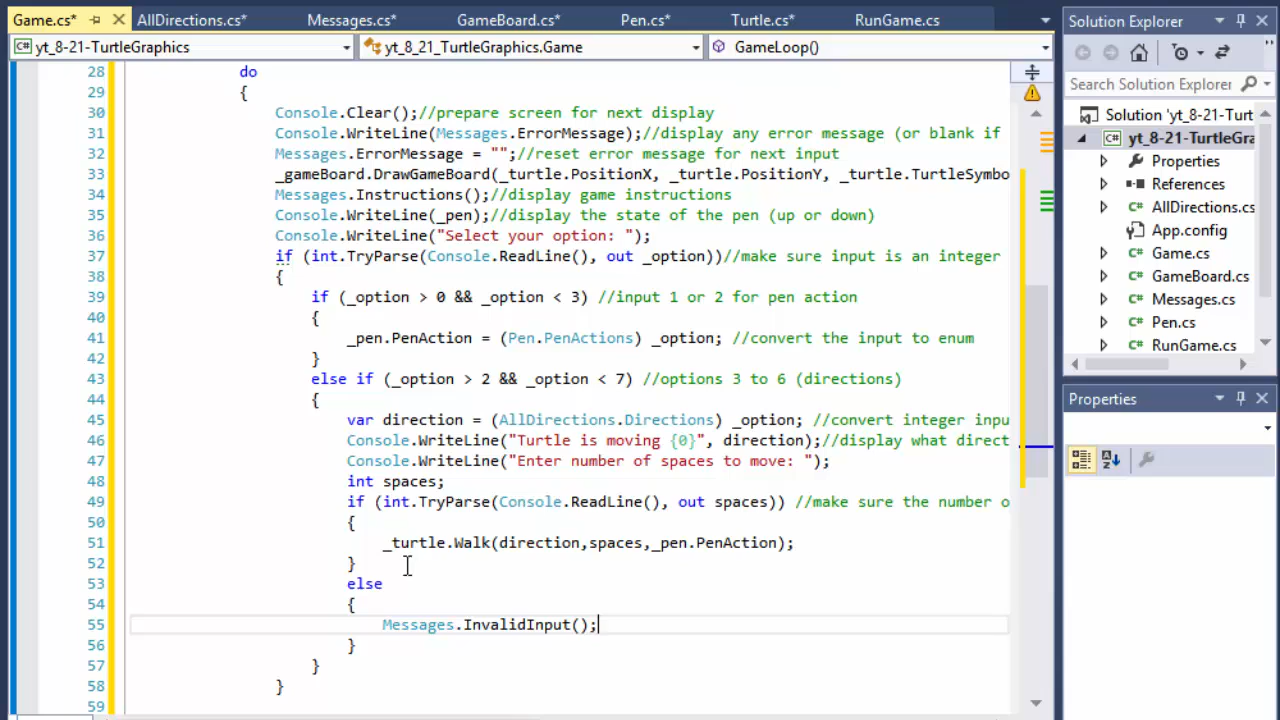 Game.cs*
AllDirections.cs*
Messages.cs*
GameBoard.cs*
Pen.cs*
Turtle.cs*
RunGame.cs
Solution Explorer
yt_8-21-TurtleGraphics
yt_8_21_TurtleGraphics.Game
GameLoop()
28 do
29 {
30 Console.Clear();//prepare screen for next display
31 Console.WriteLine(Messages.ErrorMessage);//display any error message (or blank if
32 Messages.ErrorMessage = "";//reset error message for next input
33 _gameBoard.DrawGameBoard(_turtle.PositionX, _turtle.PositionY, _turtle.TurtleSymbo
34 Messages.Instructions();//display game instructions
35 Console.WriteLine(_pen);//display the state of the pen (up or down)
36 Console.WriteLine("Select your option: ");
37 if (int.TryParse(Console.ReadLine(), out _option))//make sure input is an integer
38 {
39 if (_option > 0 && _option < 3) //input 1 or 2 for pen action
40 {
41 _pen.PenAction = (Pen.PenActions) _option; //convert the input to enum
42 }
43 else if (_option > 2 && _option < 7) //options 3 to 6 (directions)
44 {
45 var direction = (AllDirections.Directions) _option; //convert integer inpu
46 Console.WriteLine("Turtle is moving {0}", direction);//display what direct
47 Console.WriteLine("Enter number of spaces to move: ");
48 int spaces;
49 if (int.TryParse(Console.ReadLine(), out spaces)) //make sure the number o
50 {
51 _turtle.Walk(direction,spaces,_pen.PenAction);
52 }
53 else
54 {
55 Messages.InvalidInput();
56 }
57 }
58 }
59
Search Solution Explorer
Solution 'yt_8-21-Turt
C# yt_8-21-TurtleGra
Properties
References
C# AllDirections.cs
App.config
C# Game.cs
C# GameBoard.cs
C# Messages.cs
C# Pen.cs
C# RunGame.cs
Properties